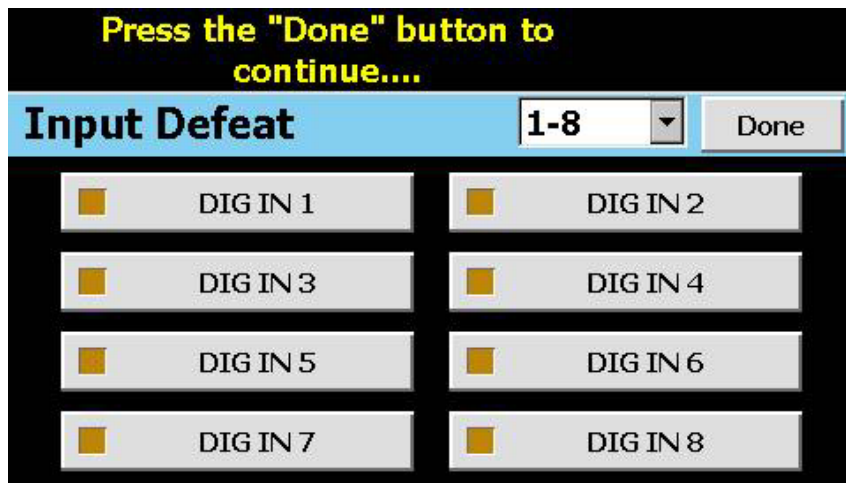 Press the "Done" button to
continue....
Input Defeat 1-8 Done
DIG IN 1 DIG IN 2
DIG IN 3 DIG IN 4
DIG IN 5 DIG IN 6
DIG IN 7 DIG IN 8